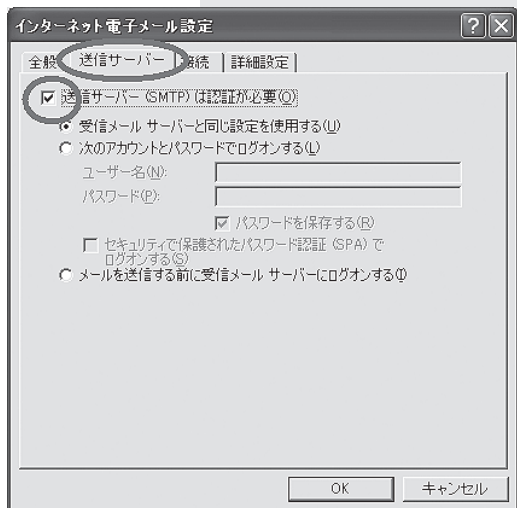 インターネット電子メール設定
全般 送信サーバー 接続 詳細設定
送信サーバー (SMTP) は認証が必要(O)
受信メール サーバーと同じ設定を使用する(U)
次のアカウントとパスワードでログオンする(L)
ユーザー名(N):
パスワード(P):
パスワードを保存する(R)
セキュリティで保護されたパスワード認証 (SPA) で
ログオンする(S)
メールを送信する前に受信メール サーバーにログオンする(I)
OK キャンセル